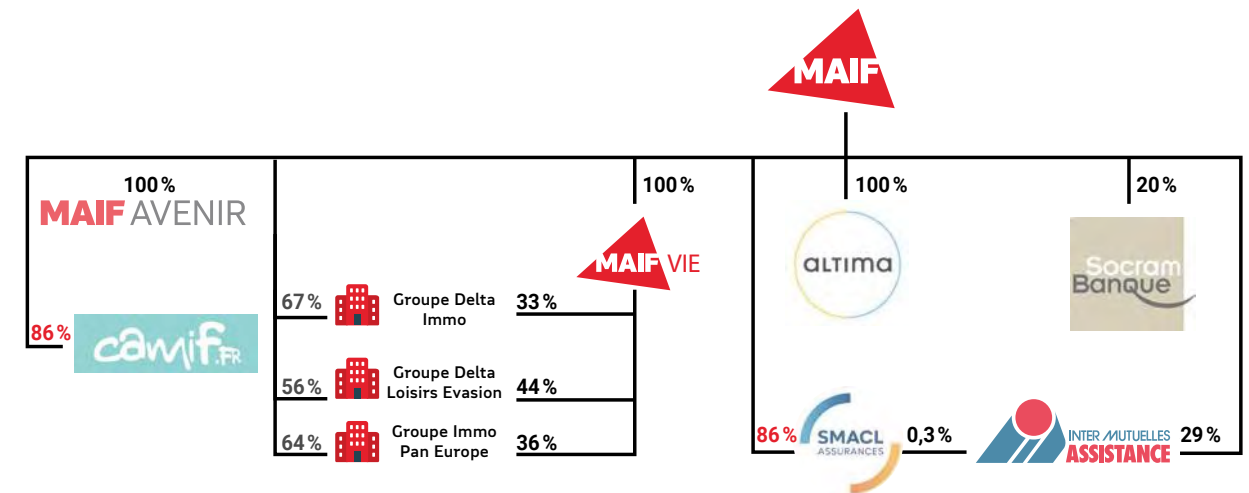 MAIF
100 %
MAIF AVENIR
100 %
MAIF VIE
100 %
altima
20 %
Socram
Banque
86 %
camif.FR
67 %
Groupe Delta
Immo
33 %
56 %
Groupe Delta
Loisirs Evasion
44 %
64 %
Groupe Immo
Pan Europe
36 %
86 %
SMACL
ASSURANCES
0,3 %
INTER MUTUELLES
ASSISTANCE
29 %